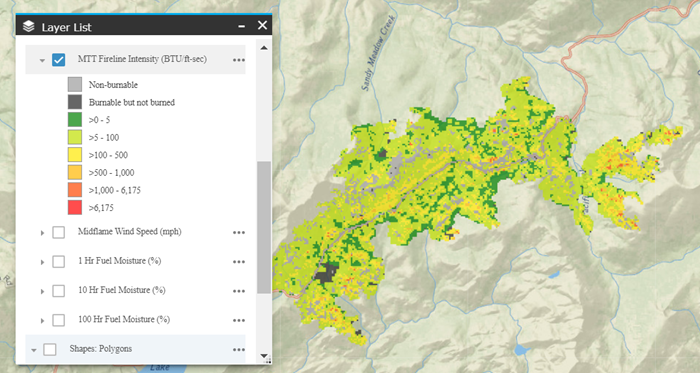 Layer List
MTT Fireline Intensity (BTU/ft-sec)
Non-burnable
Burnable but not burned
>0 - 5
>5 - 100
>100 - 500
>500 - 1,000
>1,000 - 6,175
>6,175
Midflame Wind Speed (mph)
1 Hr Fuel Moisture (%)
10 Hr Fuel Moisture (%)
100 Hr Fuel Moisture (%)
Shapes: Polygons
Lake
Sandy Meadow Creek